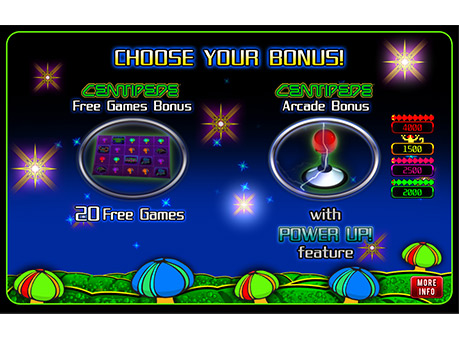 CHOOSE YOUR BONUS!
CENTIPEDE
Free Games Bonus
20 Free Games
CENTIPEDE
Arcade Bonus
with
POWER UP!
feature
4000
1500
2500
2000
MORE
INFO